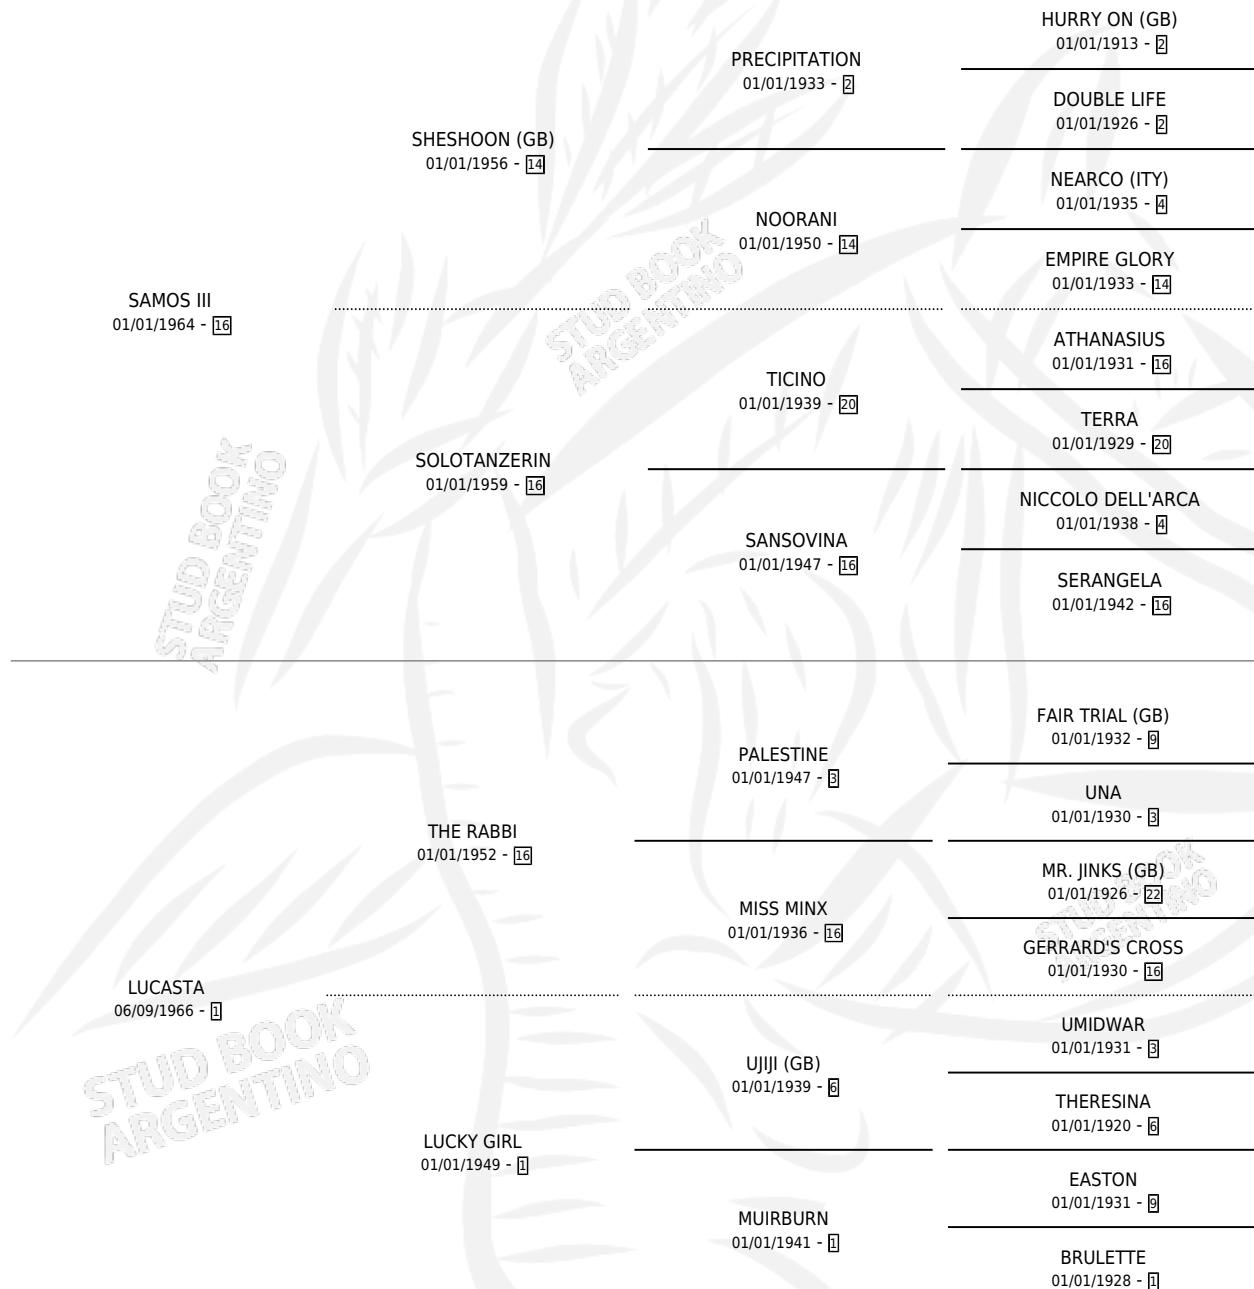 HURRY ON (GB)
01/01/1913 - 2
PRECIPITATION
01/01/1933 - 2
DOUBLE LIFE
01/01/1926 - 2
SHESHOON (GB)
01/01/1956 - 14
NEARCO (ITY)
01/01/1935 - 4
NOORANI
01/01/1950 - 14
EMPIRE GLORY
01/01/1933 - 14
SAMOS III
01/01/1964 - 16
ATHANASIUS
01/01/1931 - 16
TICINO
01/01/1939 - 20
TERRA
01/01/1929 - 20
SOLOTANZERIN
01/01/1959 - 16
NICCOLO DELL'ARCA
01/01/1938 - 4
SANSOVINA
01/01/1947 - 16
SERANGELA
01/01/1942 - 16
FAIR TRIAL (GB)
01/01/1932 - 9
PALESTINE
01/01/1947 - 3
UNA
01/01/1930 - 3
THE RABBI
01/01/1952 - 16
MR. JINKS (GB)
01/01/1926 - 22
MISS MINX
01/01/1936 - 16
GERRARD'S CROSS
01/01/1930 - 16
LUCASTA
06/09/1966 - 1
UMIDWAR
01/01/1931 - 3
UJIJI (GB)
01/01/1939 - 6
THERESINA
01/01/1920 - 6
LUCKY GIRL
01/01/1949 - 1
EASTON
01/01/1931 - 9
MUIRBURN
01/01/1941 - 1
BRULETTE
01/01/1928 - 1
STUD BOOK
ARGENTINO
STUD BOOK
ARGENTINO
STUD BOOK
ARGENTINO
STUD BOOK
ARGENTINO